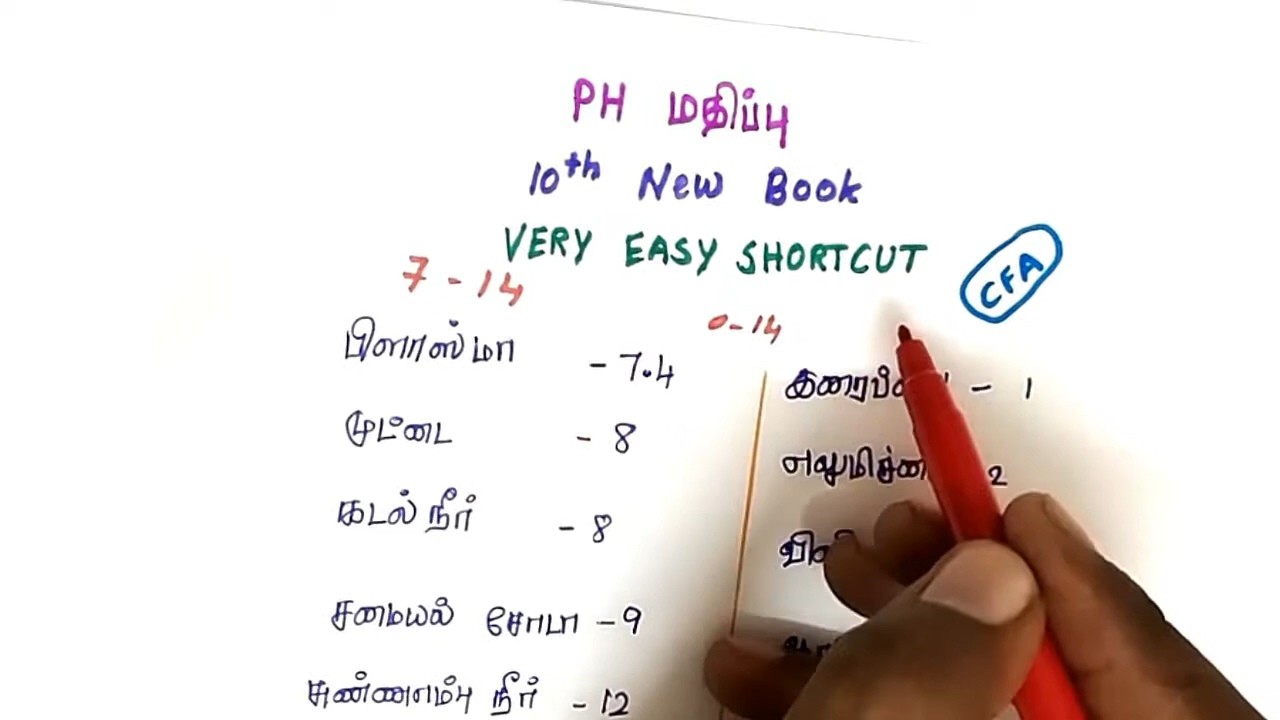 PH மதிப்பு
10th New Book
VERY EASY SHORTCUT
CFA
7 - 14
பிளாஸ்மா - 7.4
முட்டை - 8
கடல் நீர் - 8
சமையல் சோடா - 9
சுண்ணாம்பு நீர் - 12
0-14
- 1
2